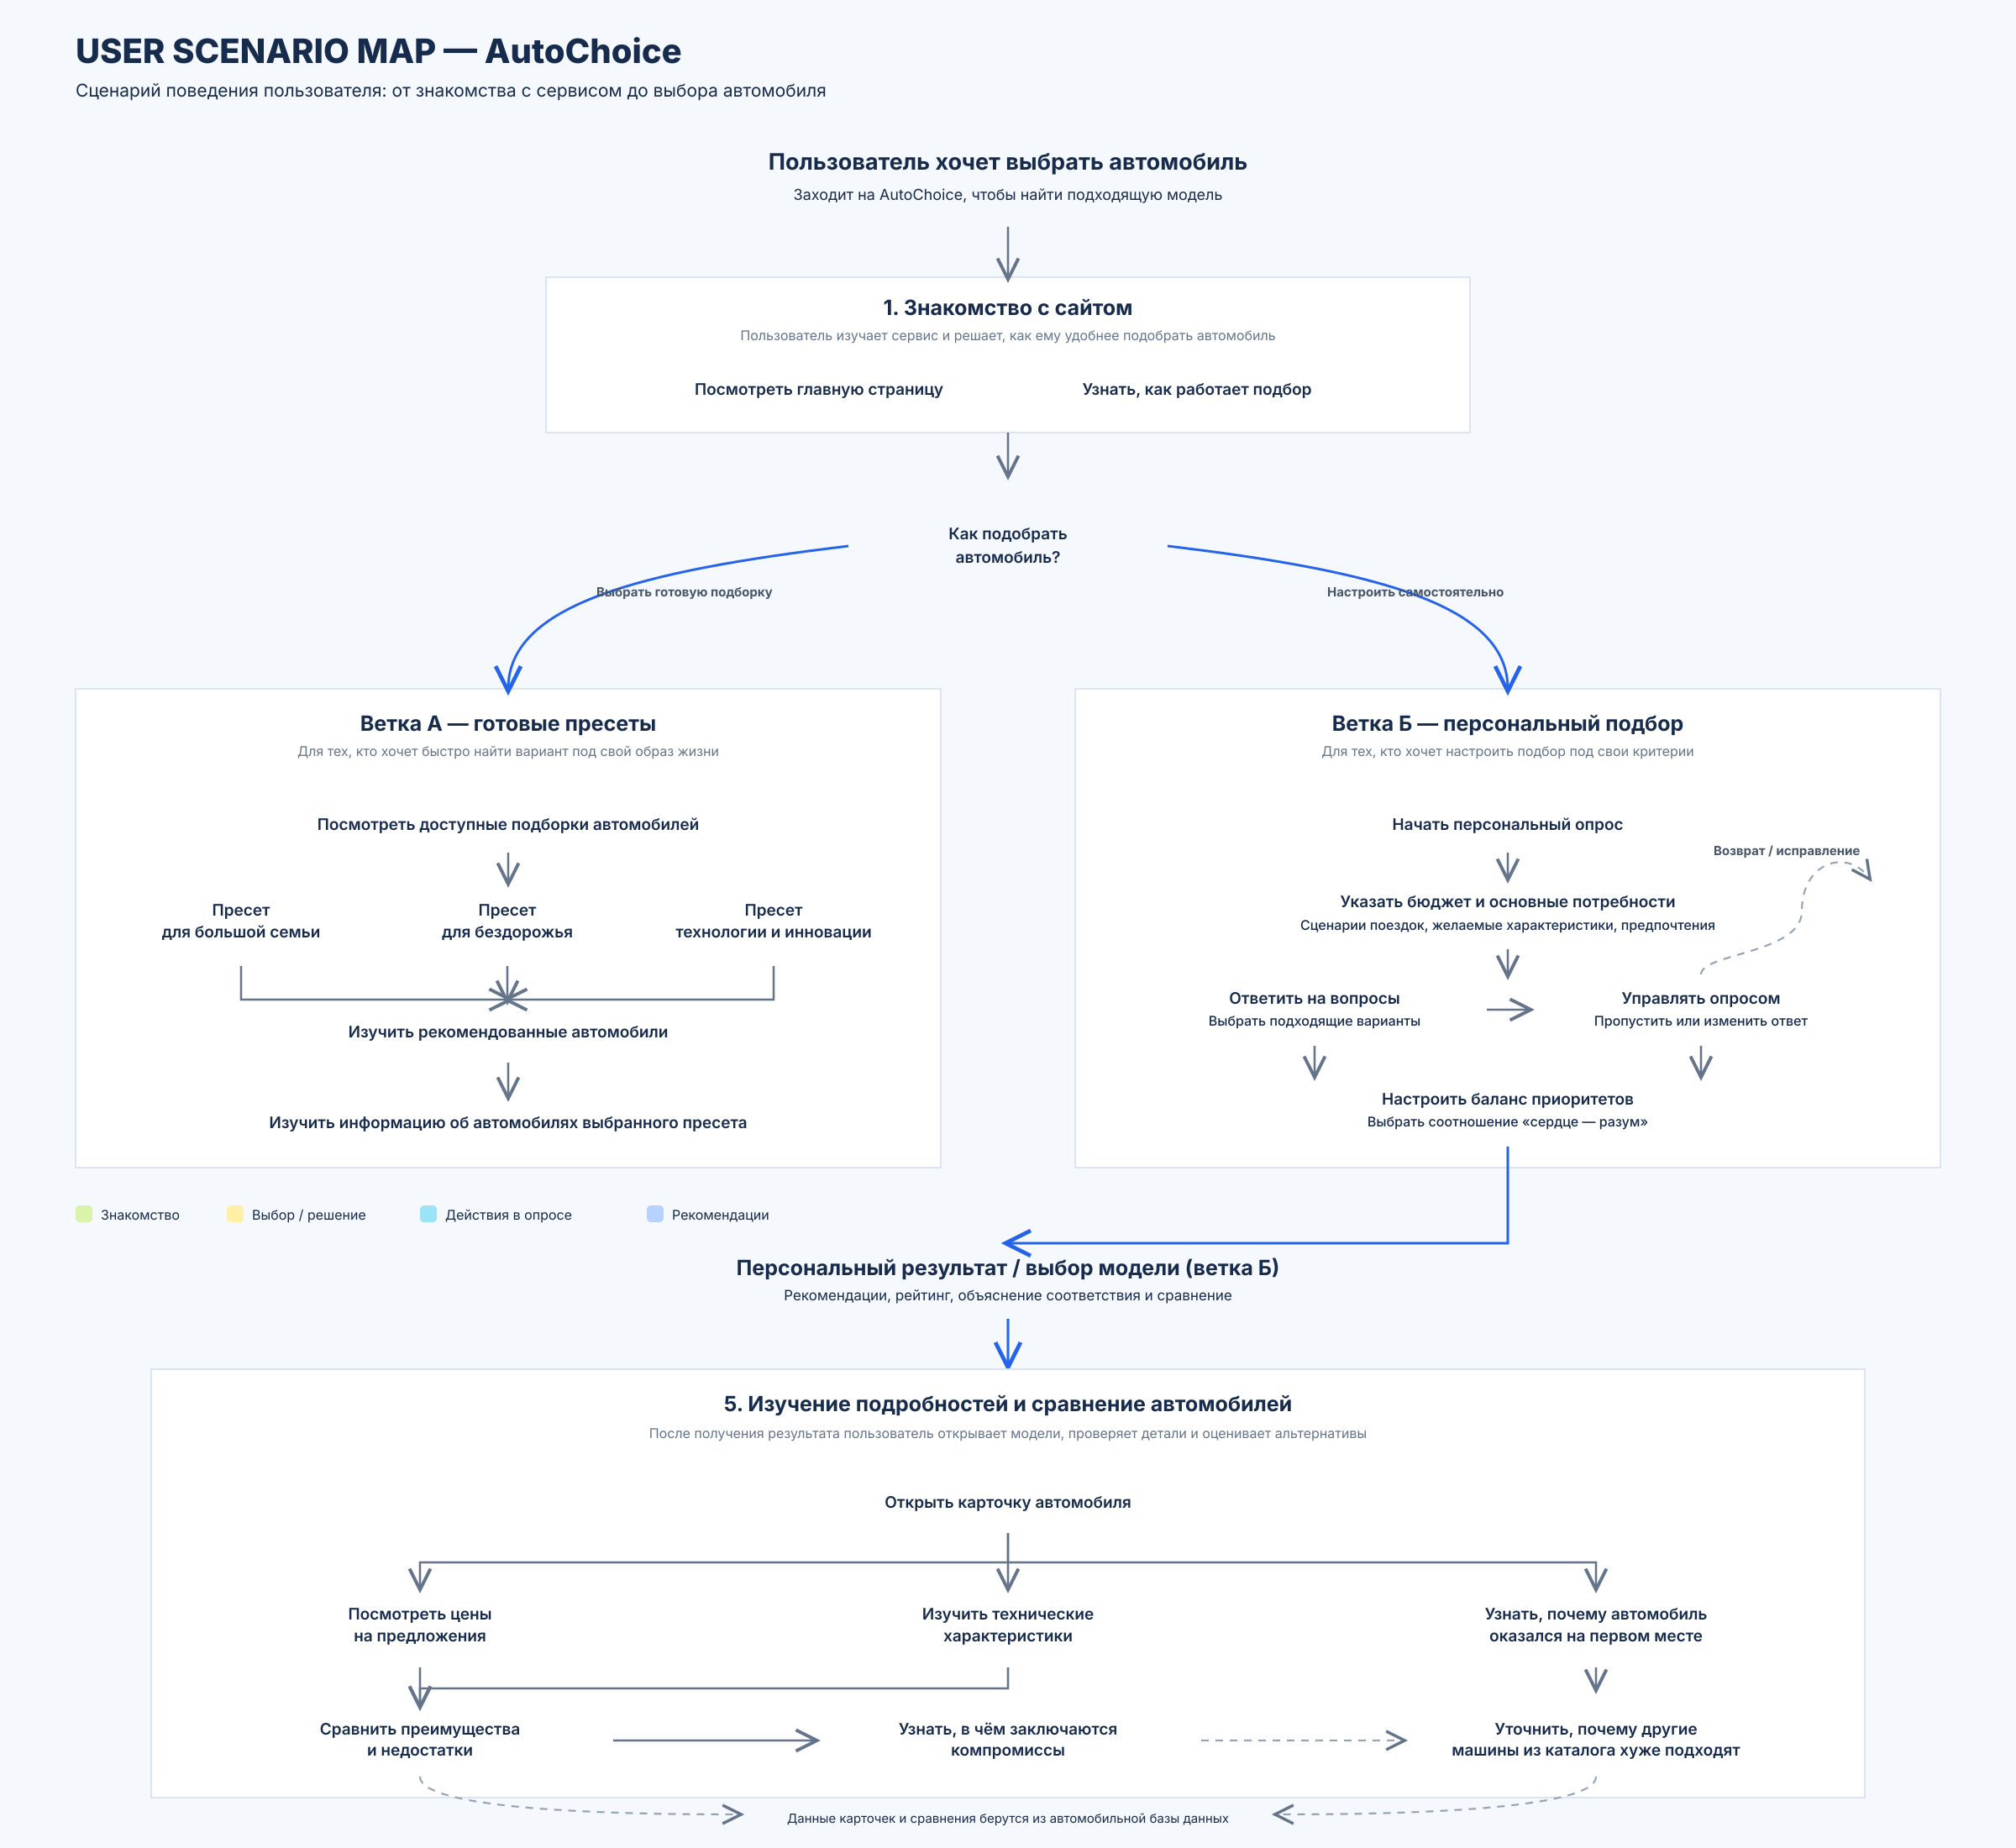 USER SCENARIO MAP — AutoChoice
Сценарий поведения пользователя: от знакомства с сервисом до выбора автомобиля
Пользователь хочет выбрать автомобиль
Заходит на AutoChoice, чтобы найти подходящую модель
1. Знакомство с сайтом
Пользователь изучает сервис и решает, как ему удобнее подобрать автомобиль
Посмотреть главную страницу
Узнать, как работает подбор
Как подобрать
автомобиль?
Выбрать готовую подборку
Настроить самостоятельно
Ветка А — готовые пресеты
Для тех, кто хочет быстро найти вариант под свой образ жизни
Посмотреть доступные подборки автомобилей
Пресет
для большой семьи
Пресет
для бездорожья
Пресет
технологии и инновации
Изучить рекомендованные автомобили
Изучить информацию об автомобилях выбранного пресета
Ветка Б — персональный подбор
Для тех, кто хочет настроить подбор под свои критерии
Начать персональный опрос
Возврат / исправление
Указать бюджет и основные потребности
Сценарии поездок, желаемые характеристики, предпочтения
Ответить на вопросы
Выбрать подходящие варианты
Управлять опросом
Пропустить или изменить ответ
Настроить баланс приоритетов
Выбрать соотношение «сердце — разум»
Знакомство
Выбор / решение
Действия в опросе
Рекомендации
Персональный результат / выбор модели (ветка Б)
Рекомендации, рейтинг, объяснение соответствия и сравнение
5. Изучение подробностей и сравнение автомобилей
После получения результата пользователь открывает модели, проверяет детали и оценивает альтернативы
Открыть карточку автомобиля
Посмотреть цены
на предложения
Изучить технические
характеристики
Узнать, почему автомобиль
оказался на первом месте
Сравнить преимущества
и недостатки
Узнать, в чём заключаются
компромиссы
Уточнить, почему другие
машины из каталога хуже подходят
Данные карточек и сравнения берутся из автомобильной базы данных